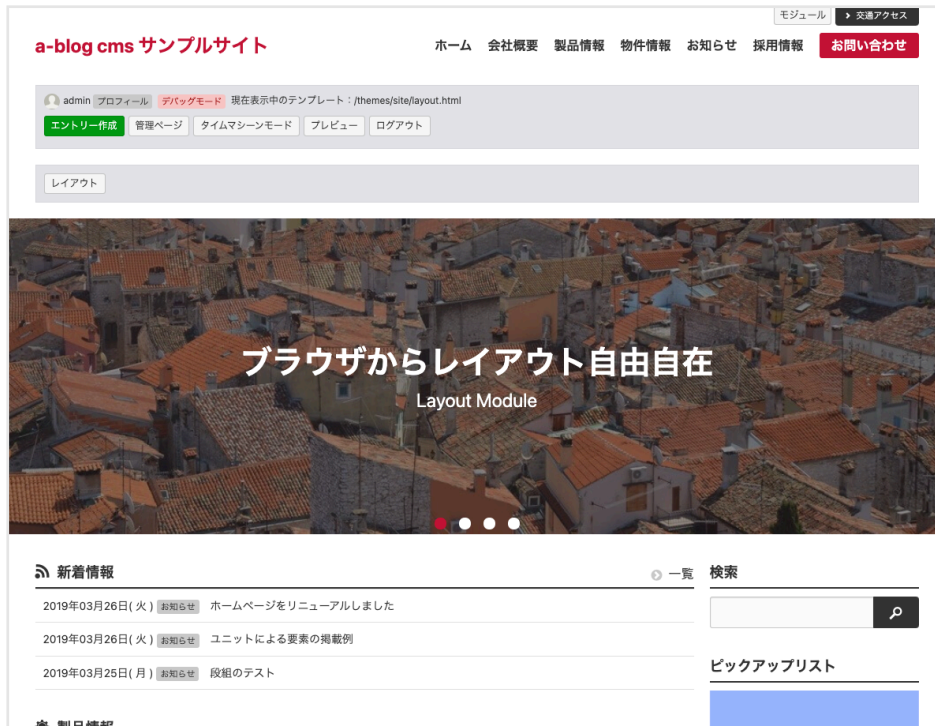 モジュール 交通アクセス
a-blog cms サンプルサイト ホーム 会社概要 製品情報 物件情報 お知らせ 採用情報 お問い合わせ
admin プロフィール デバッグモード 現在表示中のテンプレート：/themes/site/layout.html
エントリー作成 管理ページ タイムマシーンモード プレビュー ログアウト
レイアウト
ブラウザからレイアウト自由自在
Layout Module
新着情報 一覧
2019年03月26日( 火 ) お知らせ ホームページをリニューアルしました
2019年03月26日( 火 ) お知らせ ユニットによる要素の掲載例
2019年03月25日( 月 ) お知らせ 段組のテスト
製品情報
検索
ピックアップリスト